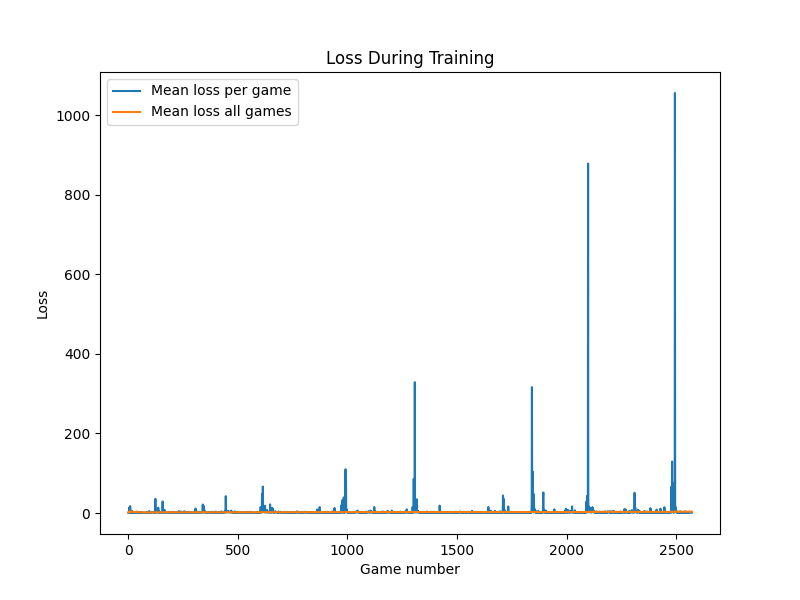 Loss During Training
Mean loss per game
Mean loss all games
1000
800
600
400
200
0
Loss
0 500 1000 1500 2000 2500
Game number